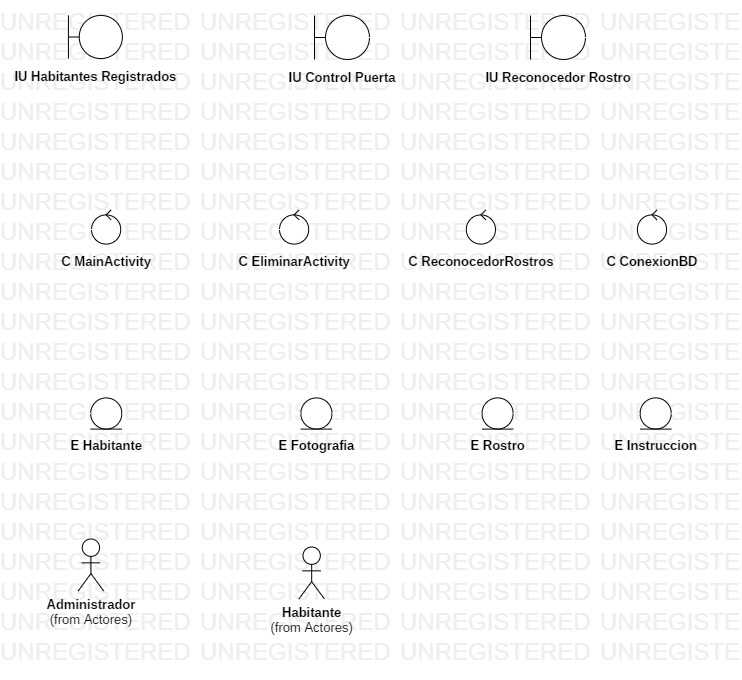 IU Habitantes Registrados
IU Control Puerta
IU Reconocedor Rostro
C MainActivity
C EliminarActivity
C ReconocedorRostros
C ConexionBD
E Habitante
E Fotografia
E Rostro
E Instruccion
Administrador
(from Actores)
Habitante
(from Actores)
UNREGISTERED